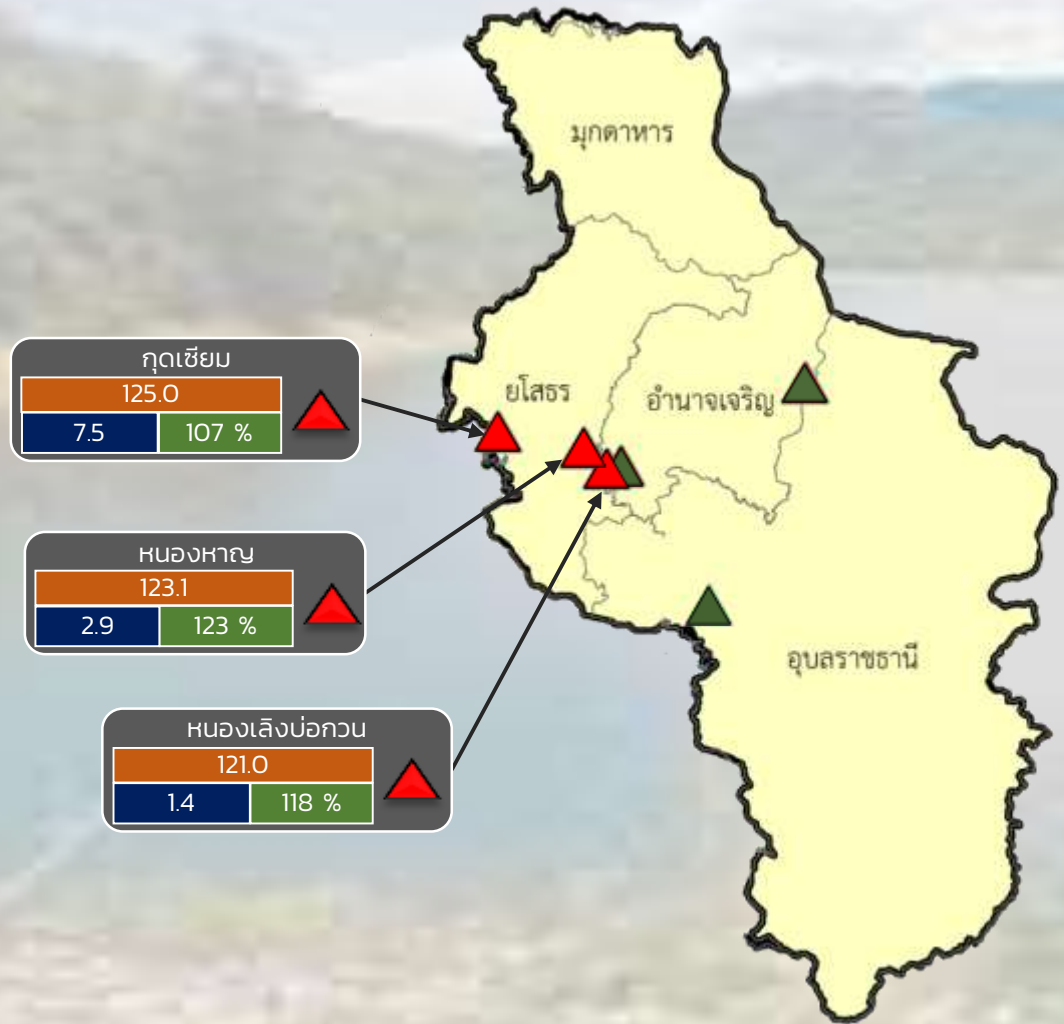 มุกดาหาร
ยโสธร
อำนาจเจริญ
อุบลราชธานี
กุดเซียม
125.0
7.5 107 %
หนองหาญ
123.1
2.9 123 %
หนองเลิงบ่อกวน
121.0
1.4 118 %